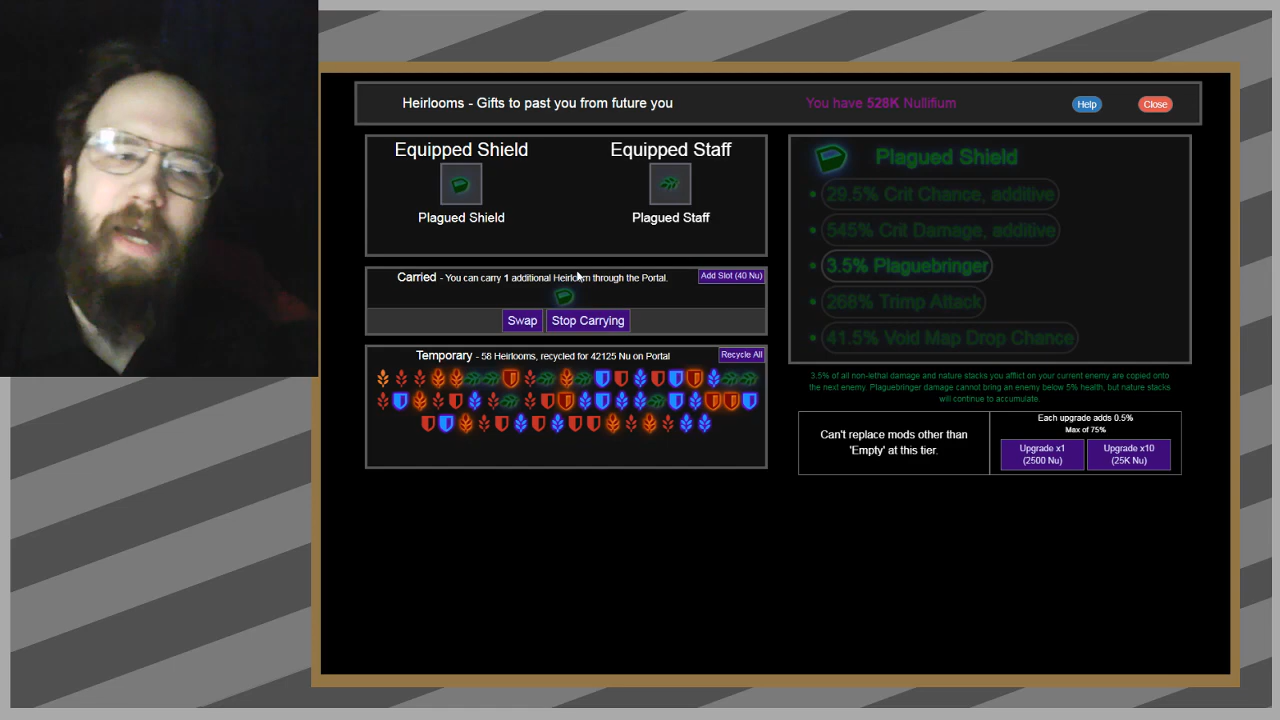 Heirlooms - Gifts to past you from future you
You have 528K Nullifium
Help
Close
Equipped Shield
Equipped Staff
Plagued Shield
Plagued Staff
Carried - You can carry 1 additional Heirloom through the Portal.
Add Slot (40 Nu)
Swap
Stop Carrying
Temporary - 58 Heirlooms, recycled for 42125 Nu on Portal
Recycle All
Plagued Shield
• 29.5% Crit Chance, additive
• 545% Crit Damage, additive
• 3.5% Plaguebringer
• 268% Trimp Attack
• 41.5% Void Map Drop Chance
3.5% of all non-lethal damage and nature stacks you afflict on your current enemy are copied onto
the next enemy. Plaguebringer damage cannot bring an enemy below 5% health, but nature stacks
will continue to accumulate.
Can't replace mods other than
'Empty' at this tier.
Each upgrade adds 0.5%
Max of 75%
Upgrade x1
(2500 Nu)
Upgrade x10
(25K Nu)